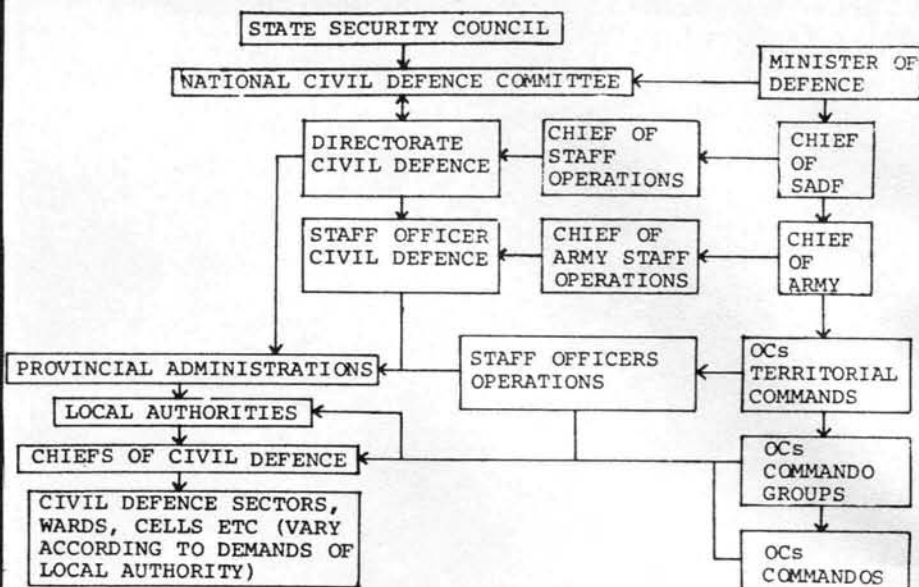 STATE SECURITY COUNCIL
NATIONAL CIVIL DEFENCE COMMITTEE
MINISTER OF
DEFENCE
DIRECTORATE
CIVIL DEFENCE
CHIEF OF
STAFF
OPERATIONS
CHIEF
OF
SADF
STAFF OFFICER
CIVIL DEFENCE
CHIEF OF
ARMY STAFF
OPERATIONS
CHIEF
OF
ARMY
PROVINCIAL ADMINISTRATIONS
STAFF OFFICERS
OPERATIONS
OCs
TERRITORIAL
COMMANDS
LOCAL AUTHORITIES
CHIEFS OF CIVIL DEFENCE
OCs
COMMANDO
GROUPS
CIVIL DEFENCE SECTORS,
WARDS, CELLS ETC (VARY
ACCORDING TO DEMANDS OF
LOCAL AUTHORITY)
OCs
COMMANDOS